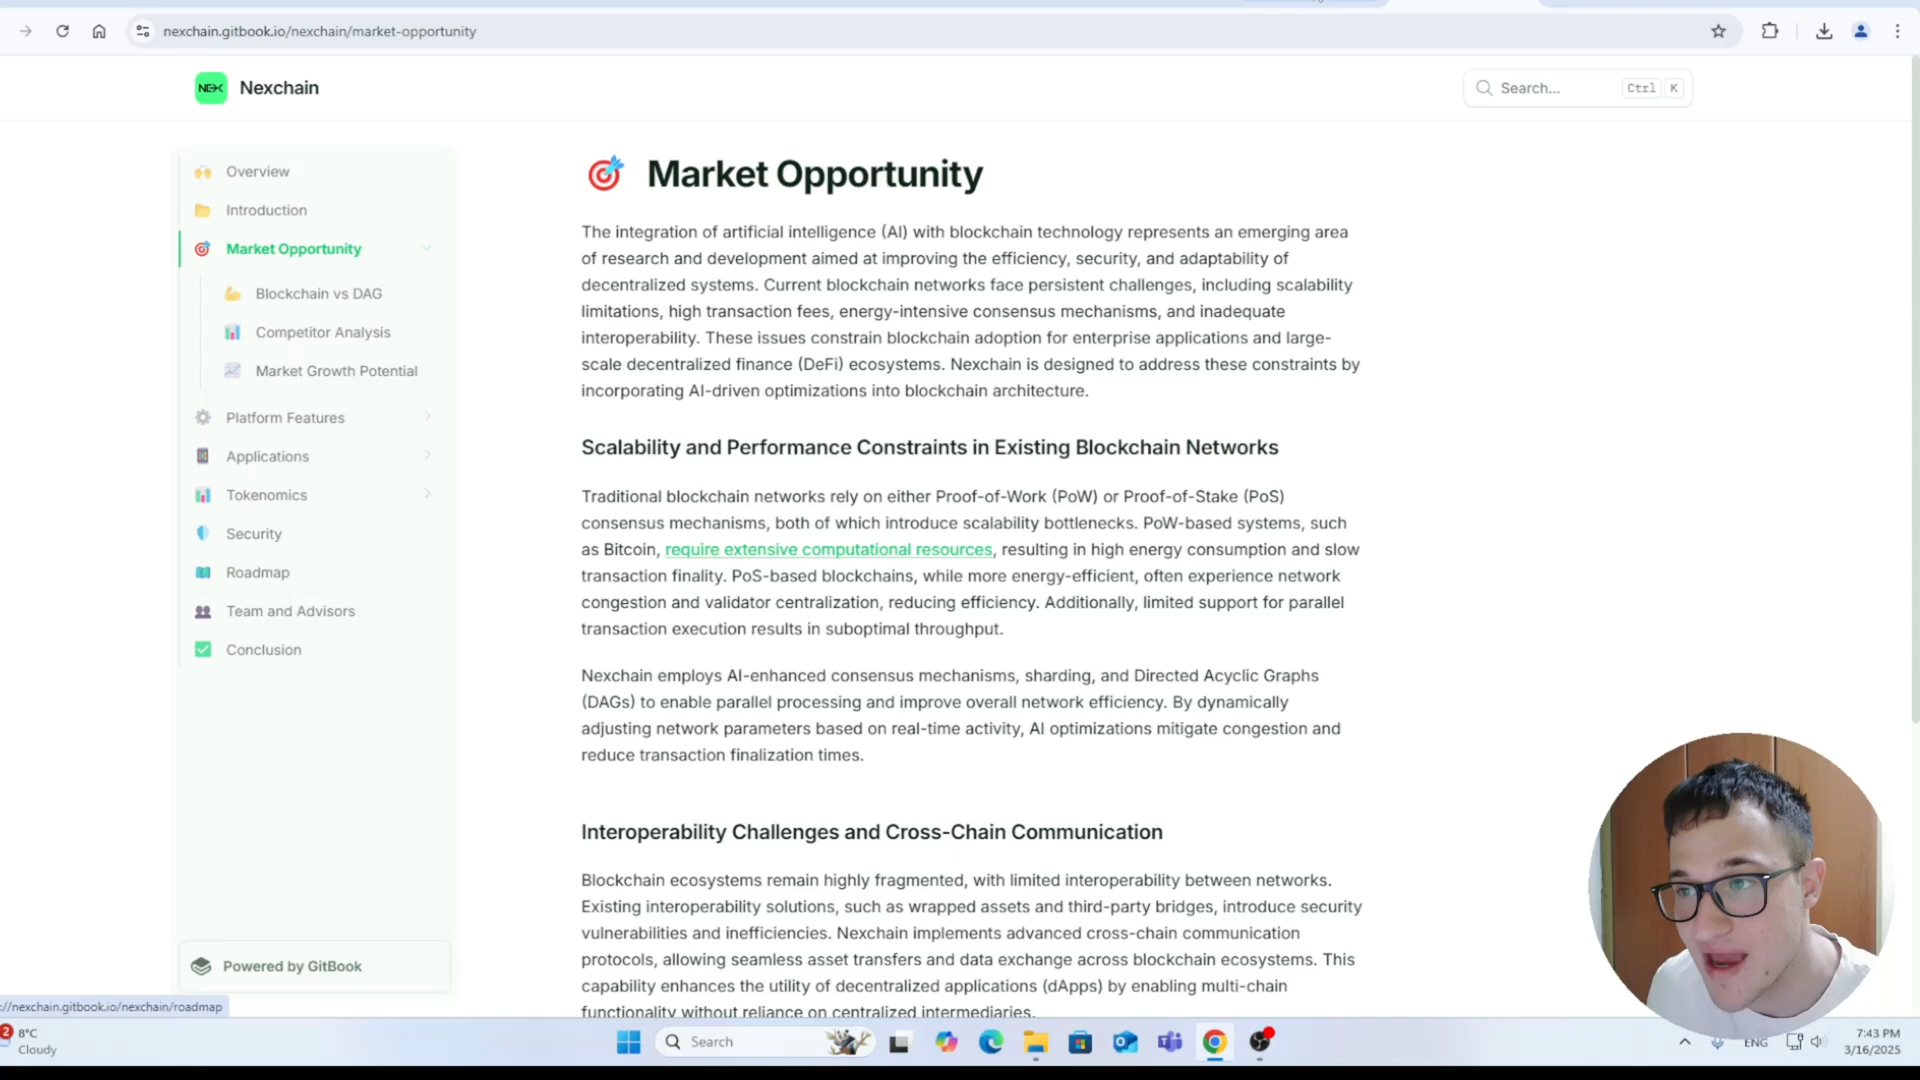 nexchain.gitbook.io/nexchain/market-opportunity
NEX
Nexchain
Search...
Ctrl
K
Overview
Introduction
Market Opportunity
Blockchain vs DAG
Competitor Analysis
Market Growth Potential
Platform Features
Applications
Tokenomics
Security
Roadmap
Team and Advisors
Conclusion
Powered by GitBook
Market Opportunity
The integration of artificial intelligence (AI) with blockchain technology represents an emerging area
of research and development aimed at improving the efficiency, security, and adaptability of
decentralized systems. Current blockchain networks face persistent challenges, including scalability
limitations, high transaction fees, energy-intensive consensus mechanisms, and inadequate
interoperability. These issues constrain blockchain adoption for enterprise applications and large-
scale decentralized finance (DeFi) ecosystems. Nexchain is designed to address these constraints by
incorporating AI-driven optimizations into blockchain architecture.
Scalability and Performance Constraints in Existing Blockchain Networks
Traditional blockchain networks rely on either Proof-of-Work (PoW) or Proof-of-Stake (PoS)
consensus mechanisms, both of which introduce scalability bottlenecks. PoW-based systems, such
as Bitcoin, require extensive computational resources, resulting in high energy consumption and slow
transaction finality. PoS-based blockchains, while more energy-efficient, often experience network
congestion and validator centralization, reducing efficiency. Additionally, limited support for parallel
transaction execution results in suboptimal throughput.
Nexchain employs AI-enhanced consensus mechanisms, sharding, and Directed Acyclic Graphs
(DAGs) to enable parallel processing and improve overall network efficiency. By dynamically
adjusting network parameters based on real-time activity, AI optimizations mitigate congestion and
reduce transaction finalization times.
Interoperability Challenges and Cross-Chain Communication
Blockchain ecosystems remain highly fragmented, with limited interoperability between networks.
Existing interoperability solutions, such as wrapped assets and third-party bridges, introduce security
vulnerabilities and inefficiencies. Nexchain implements advanced cross-chain communication
protocols, allowing seamless asset transfers and data exchange across blockchain ecosystems. This
capability enhances the utility of decentralized applications (dApps) by enabling multi-chain
functionality without reliance on centralized intermediaries.
://nexchain.gitbook.io/nexchain/roadmap
2
8°C
Cloudy
Search
ENG
7:43 PM
3/16/2025